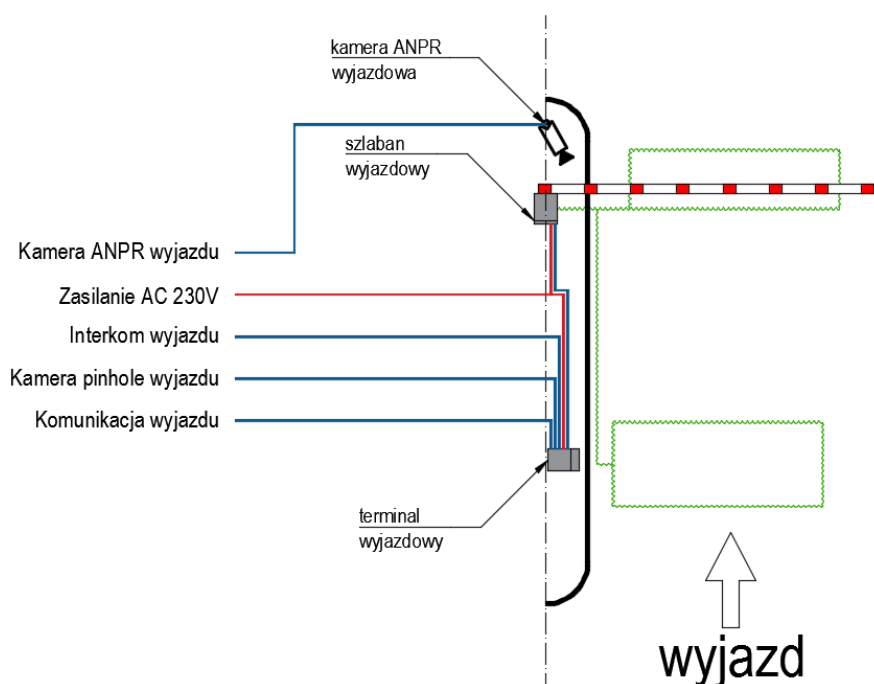 kamera ANPR
wyjazdowa
szlaban
wyjazdowy
Kamera ANPR wyjazdu
Zasilanie AC 230V
Interkom wyjazdu
Kamera pinhole wyjazdu
Komunikacja wyjazdu
terminal
wyjazdowy
wyjazd